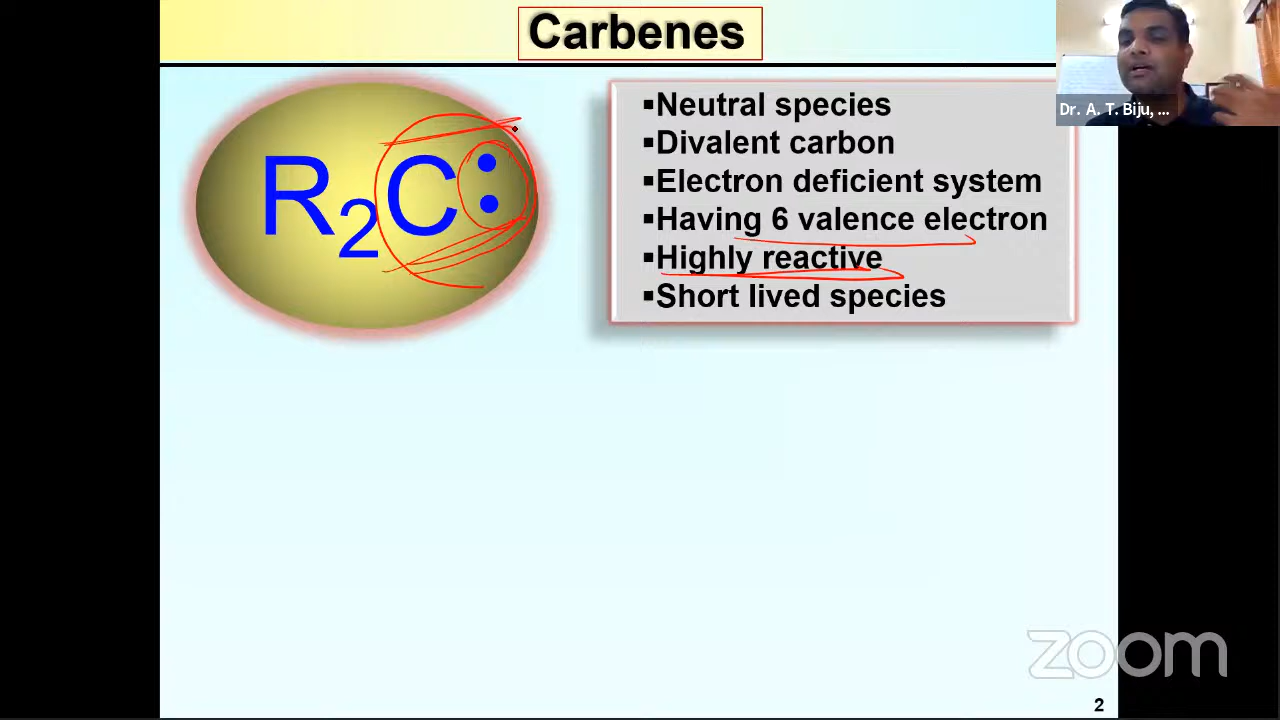 Carbenes
R2C:
▪Neutral species
▪Divalent carbon
▪Electron deficient system
▪Having 6 valence electron
▪Highly reactive
▪Short lived species
Dr. A. T. Biju, ...
zoom
2